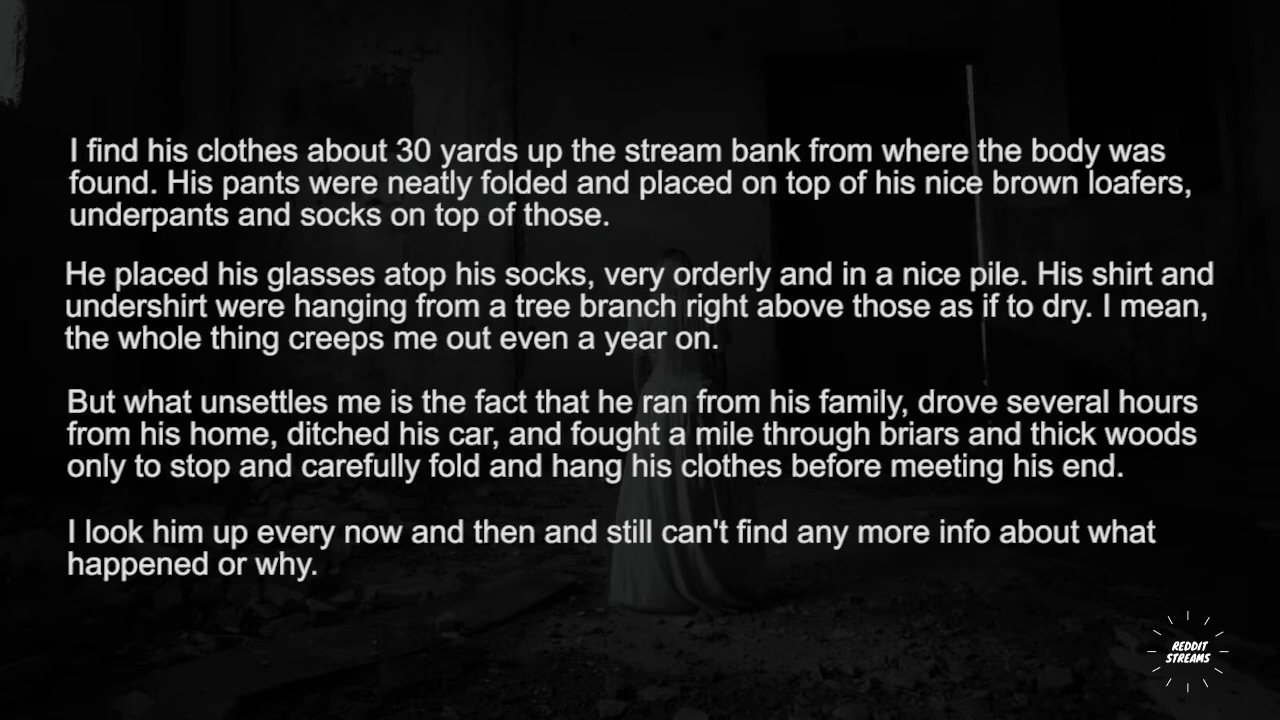 I find his clothes about 30 yards up the stream bank from where the body was
found. His pants were neatly folded and placed on top of his nice brown loafers,
underpants and socks on top of those.
He placed his glasses atop his socks, very orderly and in a nice pile. His shirt and
undershirt were hanging from a tree branch right above those as if to dry. I mean,
the whole thing creeps me out even a year on.
But what unsettles me is the fact that he ran from his family, drove several hours
from his home, ditched his car, and fought a mile through briars and thick woods
only to stop and carefully fold and hang his clothes before meeting his end.
I look him up every now and then and still can't find any more info about what
happened or why.
REDDIT
STREAMS